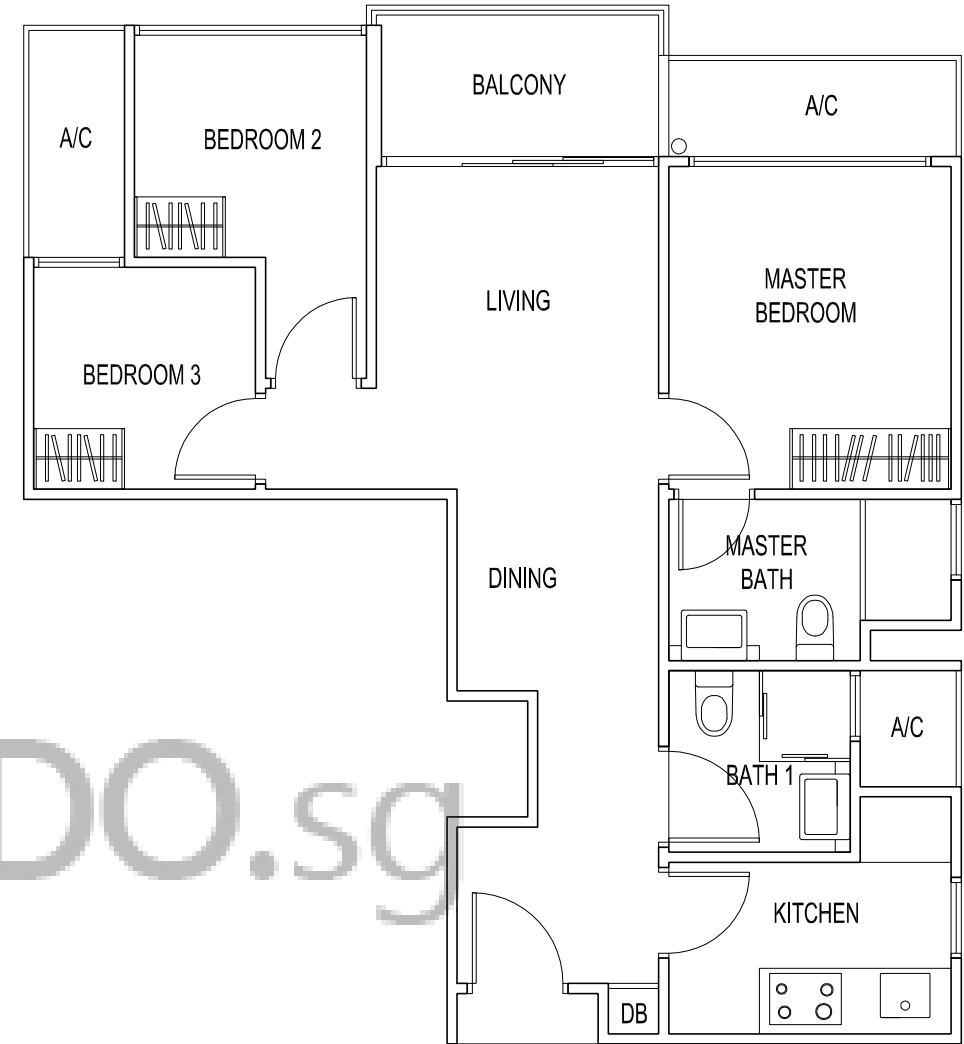 BALCONY
A/C
A/C
BEDROOM 2
LIVING
MASTER
BEDROOM
BEDROOM 3
MASTER
BATH
DINING
A/C
BATH 1
DO.sg
KITCHEN
DB